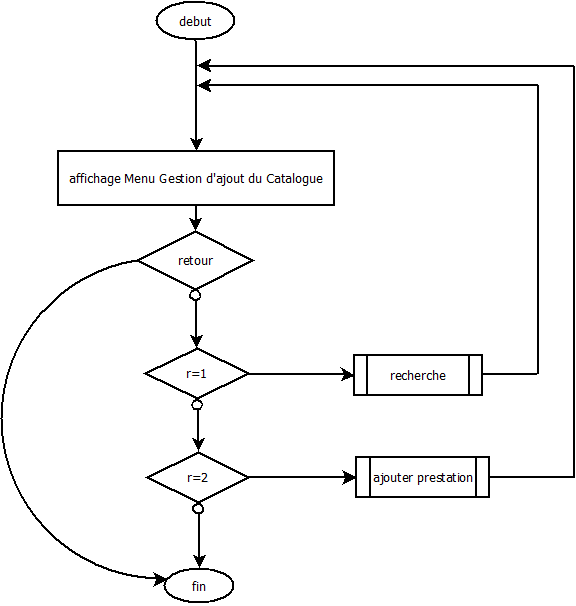 debut
affichage Menu Gestion d'ajout du Catalogue
retour
r=1
recherche
r=2
ajouter prestation
fin